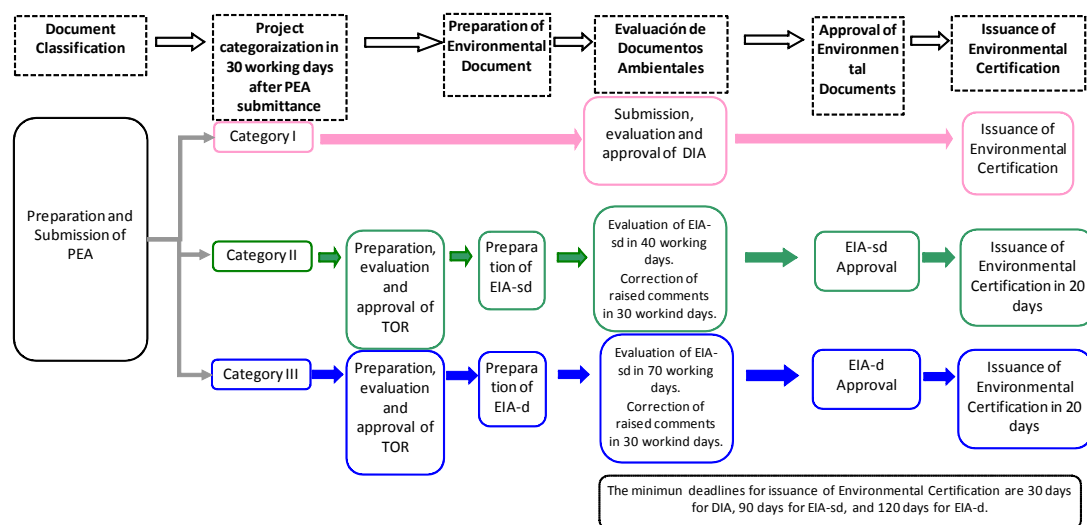 Document
Classification
Project
categoraization in
30 working days
after PEA
submittance
Preparation of
Environmental
Document
Evaluación de
Documentos
Ambientales
Approval of
Environmen
tal
Documents
Issuance of
Environmental
Certification
Preparation and
Submission of
PEA
Category I
Submission,
evaluation and
approval of DIA
Issuance of
Environmental
Certification
Category II
Preparation,
evaluation
and
approval of
TOR
Prepara
tion of
EIA-sd
Evaluation of EIA-
sd in 40 working
days.
Correction of
raised comments
in 30 workind days.
EIA-sd
Approval
Issuance of
Environmental
Certification in 20
days
Category III
Preparation,
evaluation
and
approval of
TOR
Prepara
tion of
EIA-d
Evaluation of EIA-
sd in 70 working
days.
Correction of
raised comments
in 30 workind days.
EIA-d
Approval
Issuance of
Environmental
Certification in 20
days
The minimun deadlines for issuance of Environmental Certification are 30 days
for DIA, 90 days for EIA-sd, and 120 days for EIA-d.